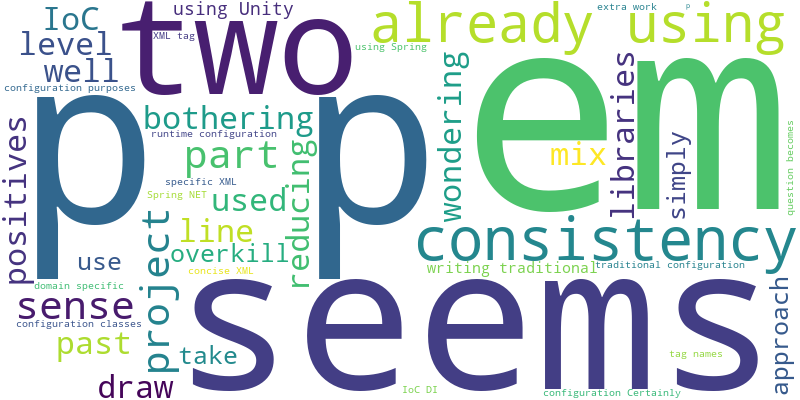 IoC
using Unity
two
already using
extra work
p
level
XML tag
using Spring
well
configuration purposes
p p
em
bothering
runtime configuration
wondering
libraries
simply
question becomes
positives
part
reducing
mix
specific XML
Spring NET
used
line
consistency
project
overkill
use
concise XML
writing traditional
traditional configuration
domain specific
seems
approach
sense
configuration classes
past
take
tag names
draw
IoC DI
configuration Certainly